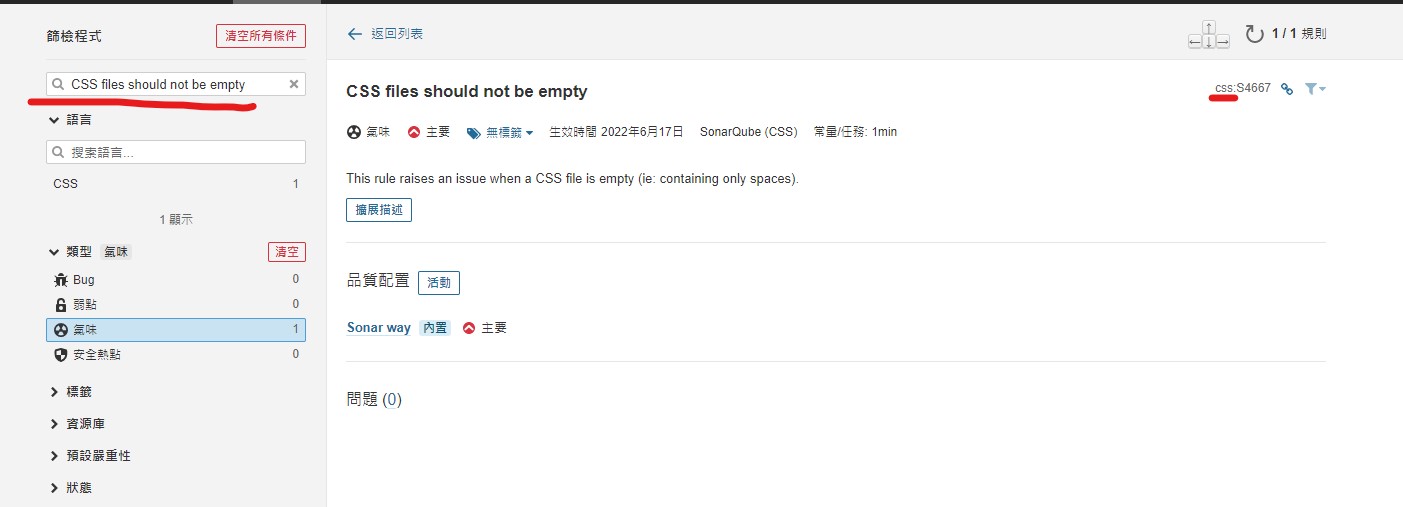 篩檢程式
清空所有條件
CSS files should not be empty
語言
搜索語言...
CSS 1
1 顯示
類型 氣味 清空
Bug 0
弱點 0
氣味 1
安全熱點 0
標籤
資源庫
預設嚴重性
狀態
返回列表
1 / 1 規則
CSS files should not be empty
css:S4667
氣味 主要 無標籤 生效時間 2022年6月17日 SonarQube (CSS) 常量/任務: 1min
This rule raises an issue when a CSS file is empty (ie: containing only spaces).
擴展描述
品質配置 活動
Sonar way 內置 主要
問題 (0)